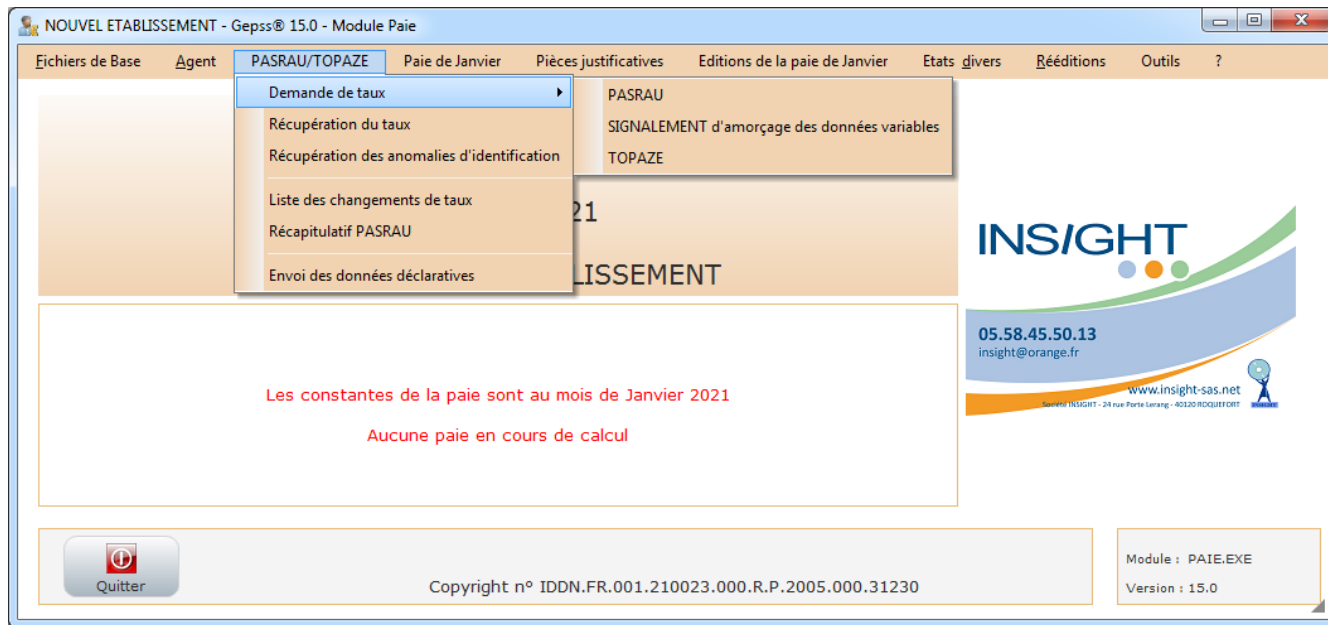 NOUVEL ETABLISSEMENT - Gepss® 15.0 - Module Paie
Fichiers de Base Agent PASRAU/TOPAZE Paie de Janvier Pièces justificatives Editions de la paie de Janvier Etats divers Rééditions Outils ?
Demande de taux
PASRAU
SIGNALEMENT d'amorçage des données variables
TOPAZE
Récupération du taux
Récupération des anomalies d'identification
Liste des changements de taux
Récapitulatif PASRAU
Envoi des données déclaratives
21
LISSEMENT
INSIGHT
05.58.45.50.13
insight@orange.fr
www.insight-sas.net
Société INSIGHT - 24 rue Porte Lerang - 40120 ROQUEFORT
INSIGHT
Les constantes de la paie sont au mois de Janvier 2021
Aucune paie en cours de calcul
Quitter
Copyright nº IDDN.FR.001.210023.000.R.P.2005.000.31230
Module : PAIE.EXE
Version : 15.0